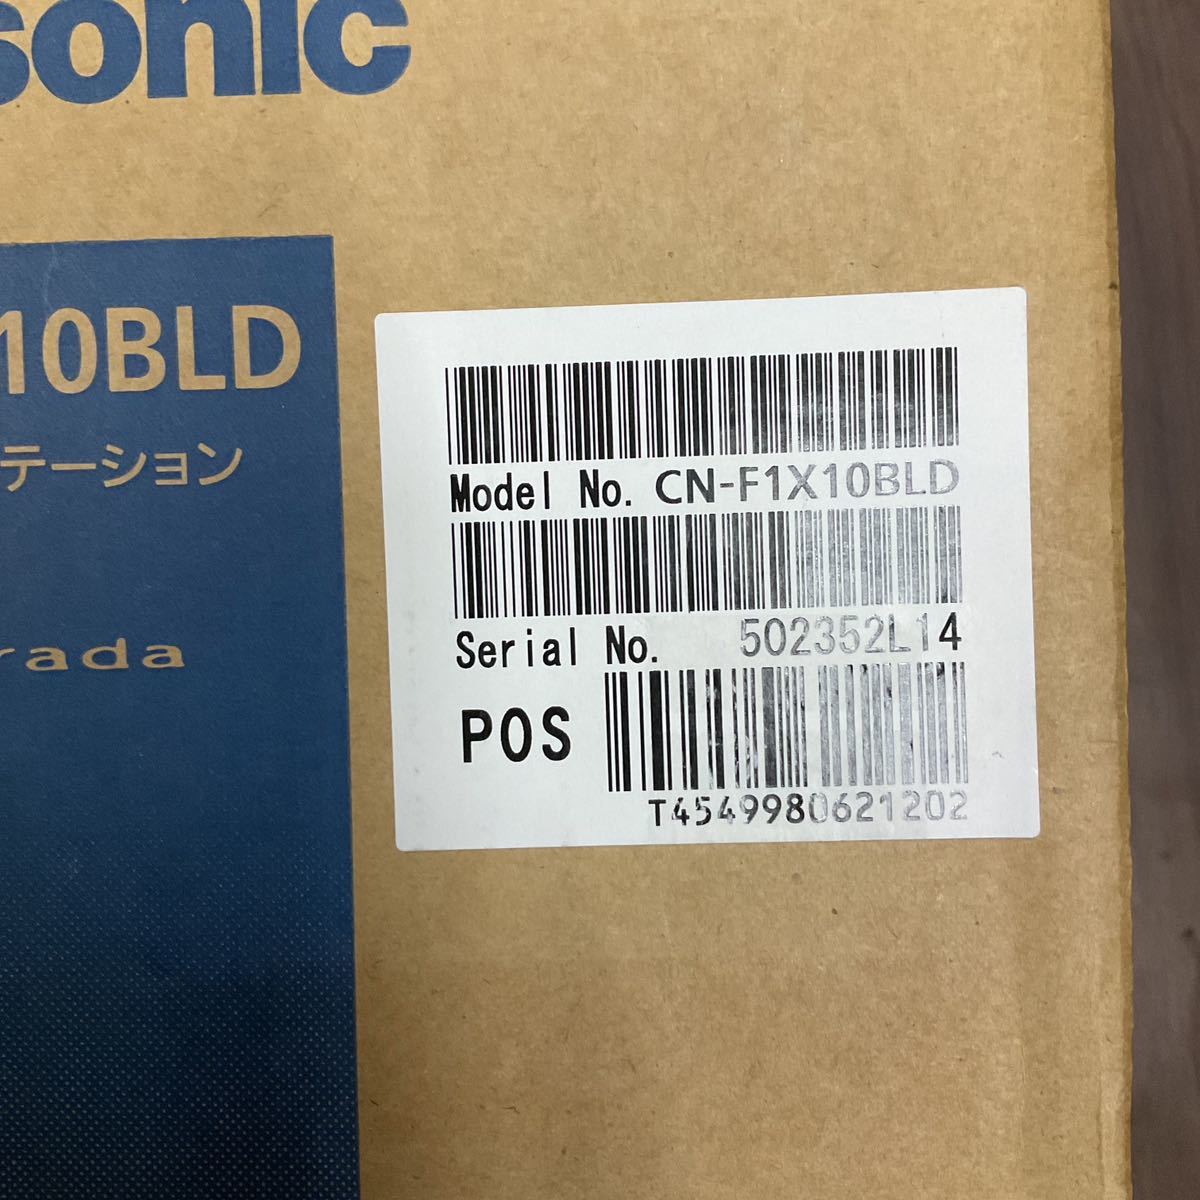 sonic
10BLD
テーション
rada
Model No. CN-F1X10BLD
Serial No. 502352L14
POS
T4549980621202